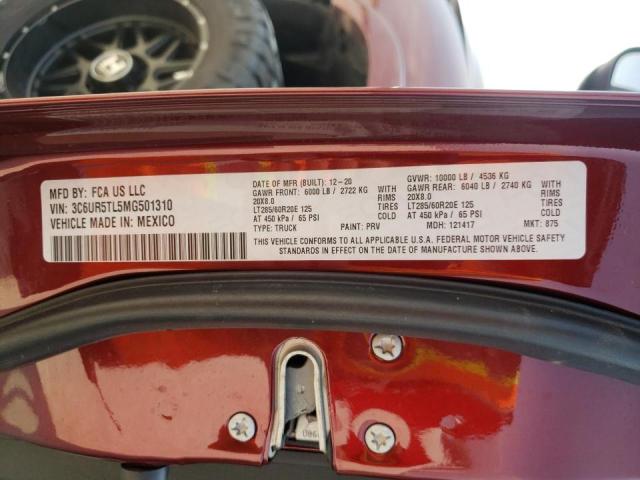 MFD BY: FCA US LLC
VIN: 3C6UR5TL5MG501310
VEHICLE MADE IN: MEXICO
DATE OF MFR (BUILT): 12-20
GAWR FRONT: 6000 LB / 2722 KG
20X8.0
LT285/60R20E 125
AT 450 kPa / 65 PSI
TYPE: TRUCK
WITH
RIMS
WITH
TIRES
COLD
PAINT: PRV
GVWR: 10000 LB / 4536 KG
GAWR REAR: 6040 LB / 2740 KG
20X8.0
LT285/60R20E 125
AT 450 kPa / 65 PSI
MDH: 121417
WITH
RIMS
WITH
TIRES
COLD
MKT: 875
THIS VEHICLE CONFORMS TO ALL APPLICABLE U.S.A. FEDERAL MOTOR VEHICLE SAFETY
STANDARDS IN EFFECT ON THE DATE OF MANUFACTURE SHOWN ABOVE.